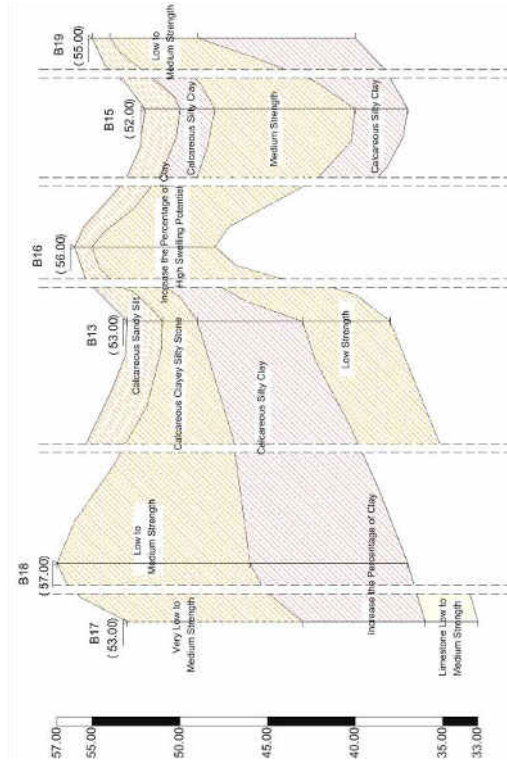 B17
(53.00)
B18
(57.00)
B13
(53.00)
B16
(56.00)
B15
(52.00)
B19
(55.00)
Very Low to
Medium Strength
Low to
Medium Strength
Calcareous Sandy Silt
Calcareous Clayey Silty Stone
Increase the Percentage of Clay
High Swelling Potential
Calcareous Silty Clay
Low to
Medium Strength
Calcareous Silty Clay
Medium Strength
Low Strength
Calcareous Silty Clay
Increase the Percentage of Clay
Limestone Low to
Medium Strength
57.00
55.00
50.00
45.00
40.00
35.00
33.00